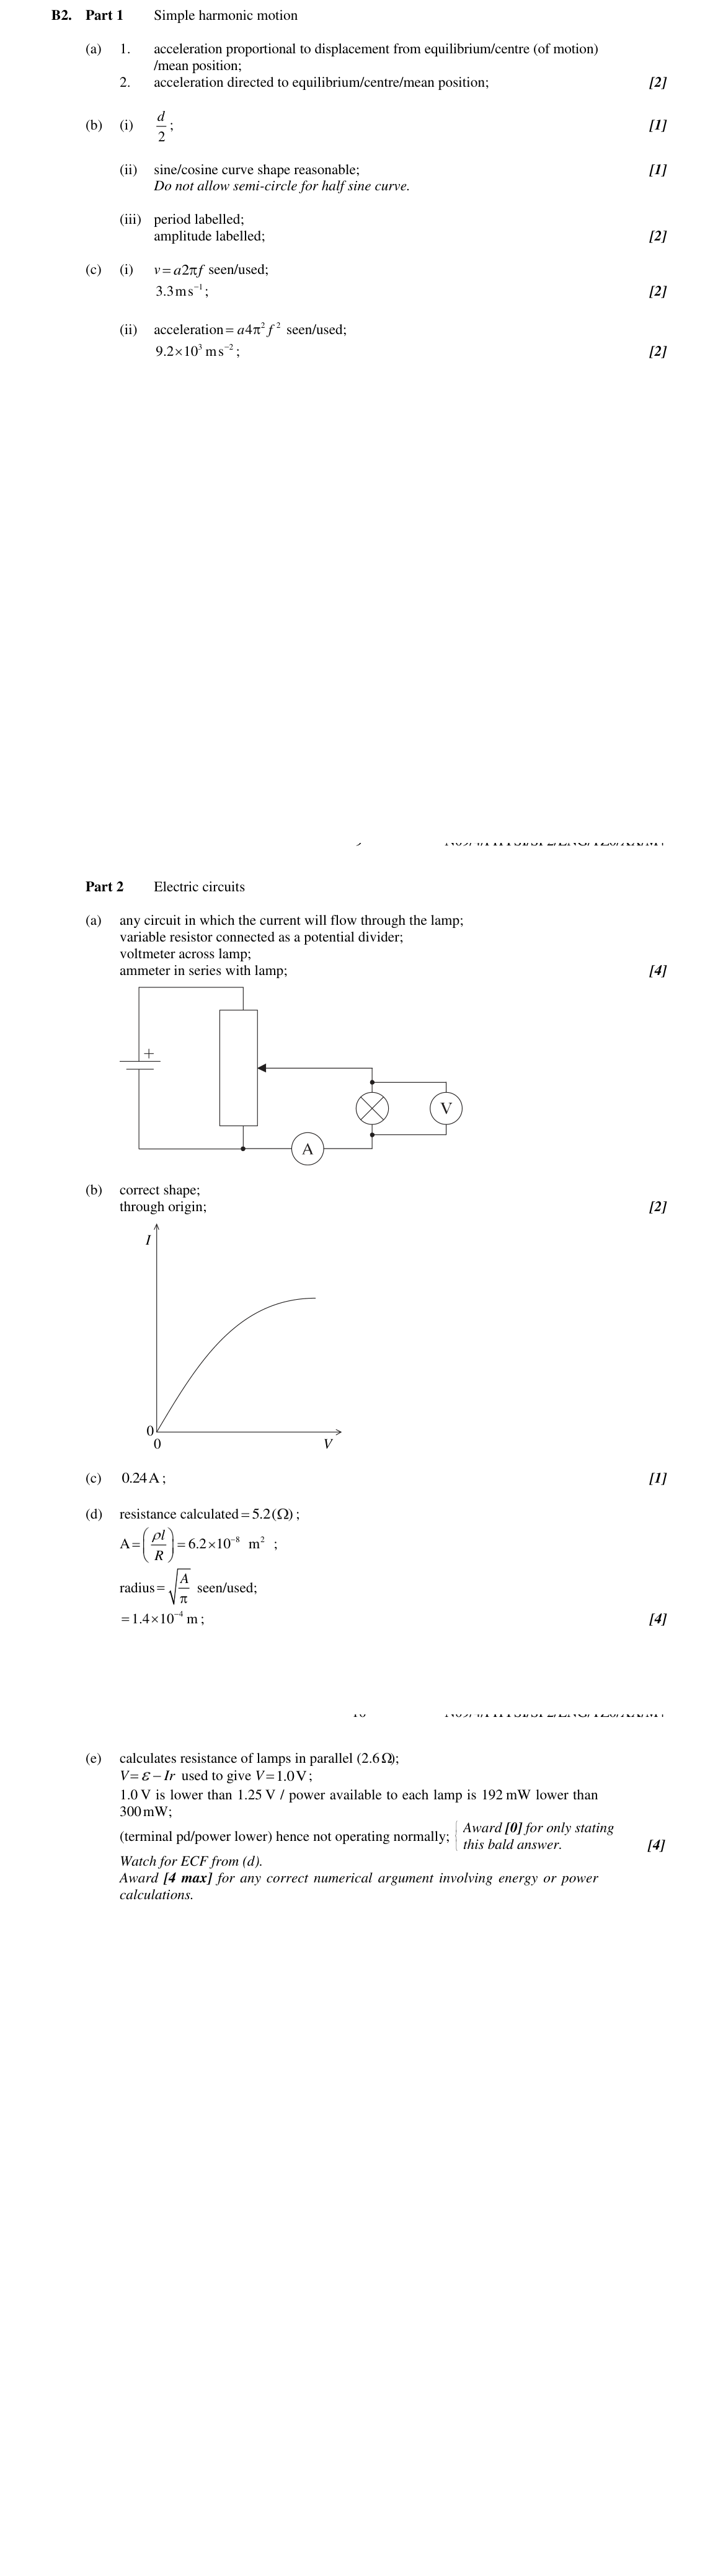 B2. Part 1 Simple harmonic motion
(a) 1. acceleration proportional to displacement from equilibrium/centre (of motion)
/mean position;
2. acceleration directed to equilibrium/centre/mean position; [2]
(b) (i) d/2; [1]
(ii) sine/cosine curve shape reasonable; [1]
Do not allow semi-circle for half sine curve.
(iii) period labelled;
amplitude labelled; [2]
(c) (i) v = a2πf seen/used;
3.3 m s⁻¹; [2]
(ii) acceleration = a4π²f² seen/used;
9.2×10³ m s⁻²; [2]
Part 2 Electric circuits
(a) any circuit in which the current will flow through the lamp;
variable resistor connected as a potential divider;
voltmeter across lamp;
ammeter in series with lamp; [4]
+
V
A
(b) correct shape;
through origin; [2]
I
0
0 V
(c) 0.24 A; [1]
(d) resistance calculated = 5.2(Ω);
A = (ρl/R) = 6.2×10⁻⁸ m² ;
radius = √(A/π) seen/used;
= 1.4×10⁻⁴ m; [4]
(e) calculates resistance of lamps in parallel (2.6Ω);
V = ε − Ir used to give V = 1.0 V;
1.0 V is lower than 1.25 V / power available to each lamp is 192 mW lower than
300 mW;
(terminal pd/power lower) hence not operating normally; { Award [0] for only stating
this bald answer. [4]
Watch for ECF from (d).
Award [4 max] for any correct numerical argument involving energy or power
calculations.